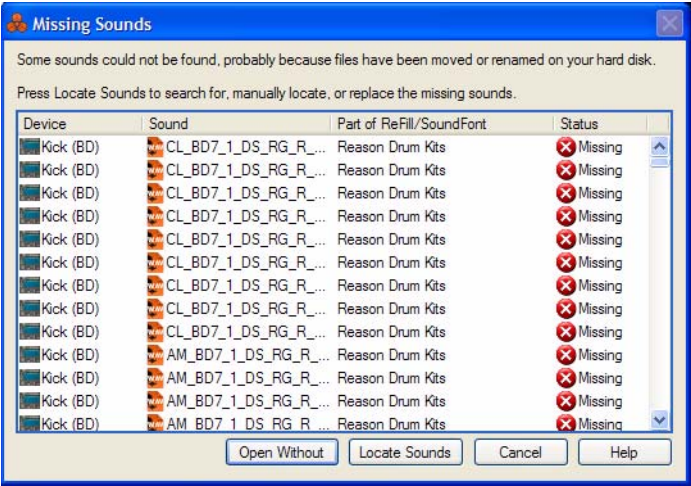 Missing Sounds
Some sounds could not be found, probably because files have been moved or renamed on your hard disk.
Press Locate Sounds to search for, manually locate, or replace the missing sounds.
Device Sound Part of ReFill/SoundFont Status
Kick (BD) CL_BD7_1_DS_RG_R_... Reason Drum Kits Missing
Kick (BD) CL_BD7_1_DS_RG_R_... Reason Drum Kits Missing
Kick (BD) CL_BD7_1_DS_RG_R_... Reason Drum Kits Missing
Kick (BD) CL_BD7_1_DS_RG_R_... Reason Drum Kits Missing
Kick (BD) CL_BD7_1_DS_RG_R_... Reason Drum Kits Missing
Kick (BD) CL_BD7_1_DS_RG_R_... Reason Drum Kits Missing
Kick (BD) CL_BD7_1_DS_RG_R_... Reason Drum Kits Missing
Kick (BD) CL_BD7_1_DS_RG_R_... Reason Drum Kits Missing
Kick (BD) CL_BD7_1_DS_RG_R_... Reason Drum Kits Missing
Kick (BD) AM_BD7_1_DS_RG_R_... Reason Drum Kits Missing
Kick (BD) AM_BD7_1_DS_RG_R_... Reason Drum Kits Missing
Kick (BD) AM_BD7_1_DS_RG_R_... Reason Drum Kits Missing
Kick (BD) AM_BD7_1_DS_RG_R_... Reason Drum Kits Missing
Open Without Locate Sounds Cancel Help